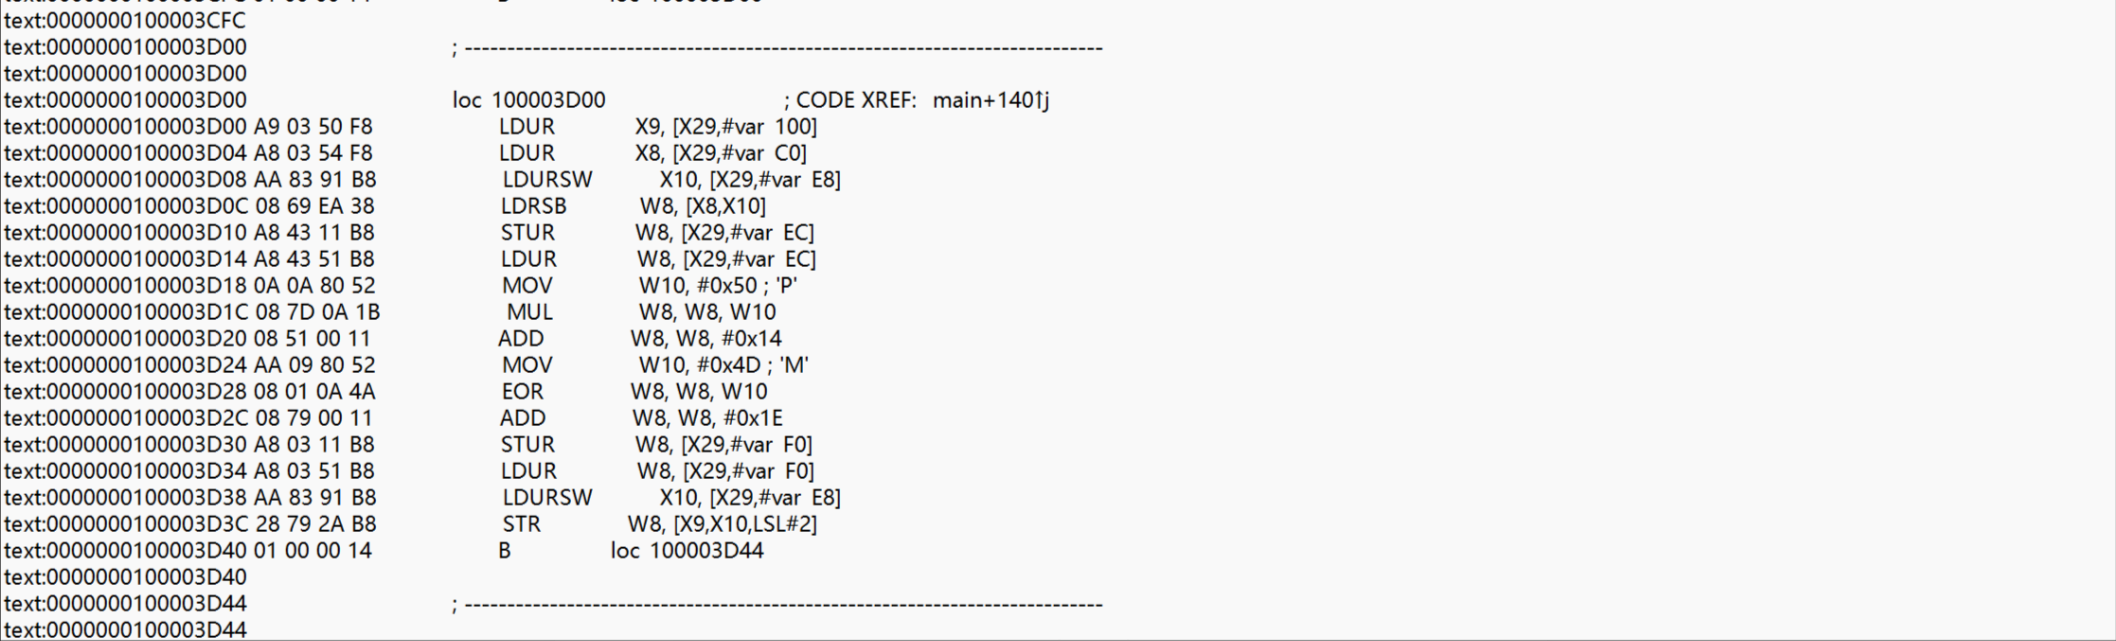 text:0000000100003CFC
text:0000000100003D00 ; ---------------------------------------------------------------------------
text:0000000100003D00
text:0000000100003D00 loc 100003D00 ; CODE XREF: main+140↑j
text:0000000100003D00 A9 03 50 F8 LDUR X9, [X29,#var 100]
text:0000000100003D04 A8 03 54 F8 LDUR X8, [X29,#var C0]
text:0000000100003D08 AA 83 91 B8 LDURSW X10, [X29,#var E8]
text:0000000100003D0C 08 69 EA 38 LDRSB W8, [X8,X10]
text:0000000100003D10 A8 43 11 B8 STUR W8, [X29,#var EC]
text:0000000100003D14 A8 43 51 B8 LDUR W8, [X29,#var EC]
text:0000000100003D18 0A 0A 80 52 MOV W10, #0x50 ; 'P'
text:0000000100003D1C 08 7D 0A 1B MUL W8, W8, W10
text:0000000100003D20 08 51 00 11 ADD W8, W8, #0x14
text:0000000100003D24 AA 09 80 52 MOV W10, #0x4D ; 'M'
text:0000000100003D28 08 01 0A 4A EOR W8, W8, W10
text:0000000100003D2C 08 79 00 11 ADD W8, W8, #0x1E
text:0000000100003D30 A8 03 11 B8 STUR W8, [X29,#var F0]
text:0000000100003D34 A8 03 51 B8 LDUR W8, [X29,#var F0]
text:0000000100003D38 AA 83 91 B8 LDURSW X10, [X29,#var E8]
text:0000000100003D3C 28 79 2A B8 STR W8, [X9,X10,LSL#2]
text:0000000100003D40 01 00 00 14 B loc 100003D44
text:0000000100003D40
text:0000000100003D44 ; ---------------------------------------------------------------------------
text:0000000100003D44